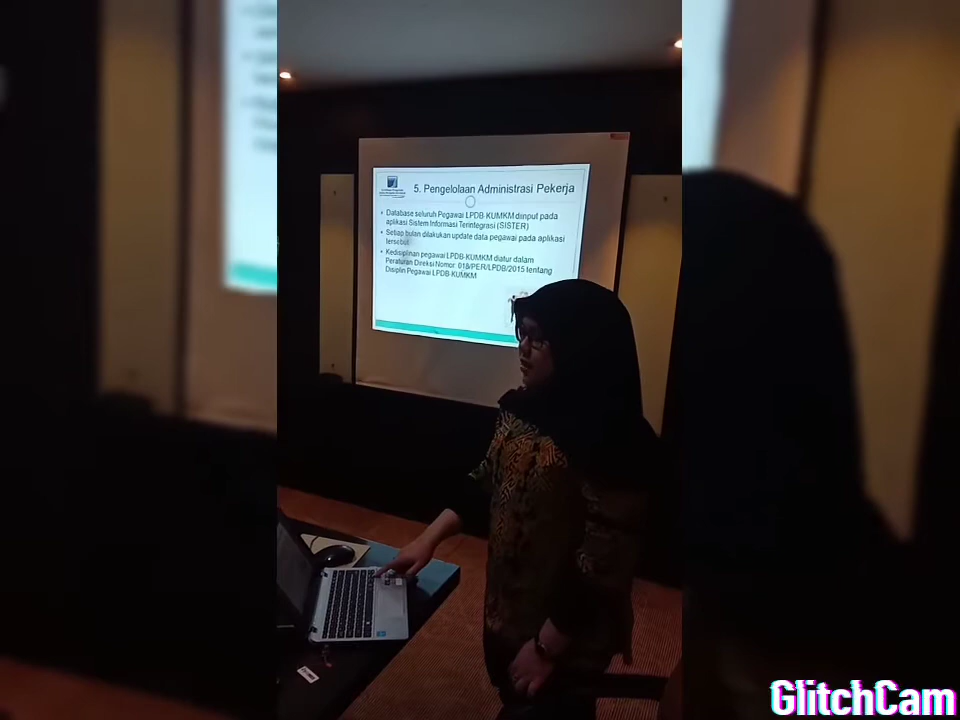 5. Pengelolaan Administrasi Pekerja
Database seluruh Pegawai LPDB-KUMKM diinput pada
aplikasi Sistem Informasi Terintegrasi (SISTER)
Setiap bulan dilakukan update data pegawai pada aplikasi
tersebut
Kedisiplinan pegawai LPDB-KUMKM diatur dalam
Peraturan Direksi Nomor: 018/PER/LPDB/2015 tentang
Disiplin Pegawai LPDB-KUMKM
GlitchCam